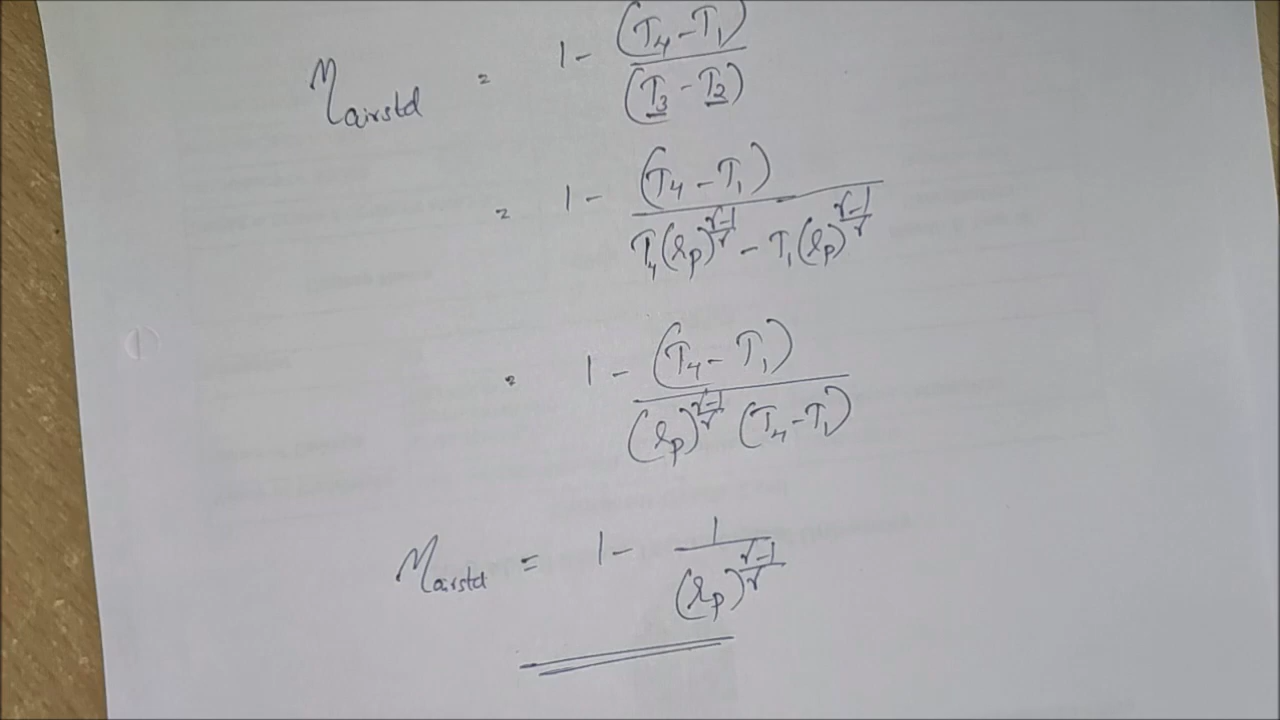 η_airstd = 1 - (T4 - T1) / (T3 - T2)
= 1 - (T4 - T1) / (T4(rp)^((γ-1)/γ) - T1(rp)^((γ-1)/γ))
= 1 - (T4 - T1) / ((rp)^((γ-1)/γ) (T4 - T1))
η_airstd = 1 - 1 / (rp)^((γ-1)/γ)